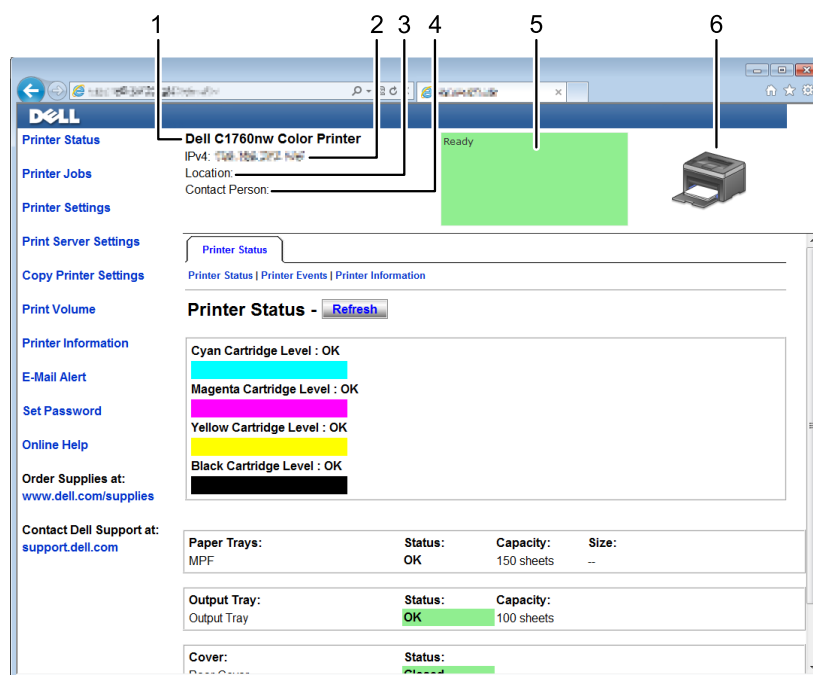 1 2 3 4 5 6
DELL
Printer Status
Printer Jobs
Printer Settings
Print Server Settings
Copy Printer Settings
Print Volume
Printer Information
E-Mail Alert
Set Password
Online Help
Order Supplies at:
www.dell.com/supplies
Contact Dell Support at:
support.dell.com
Dell C1760nw Color Printer
IPv4:
Location:
Contact Person:
Ready
Printer Status
Printer Status | Printer Events | Printer Information
Printer Status - Refresh
Cyan Cartridge Level : OK
Magenta Cartridge Level : OK
Yellow Cartridge Level : OK
Black Cartridge Level : OK
Paper Trays: Status: Capacity: Size:
MPF OK 150 sheets --
Output Tray: Status: Capacity:
Output Tray OK 100 sheets
Cover: Status:
Rear Cover Closed